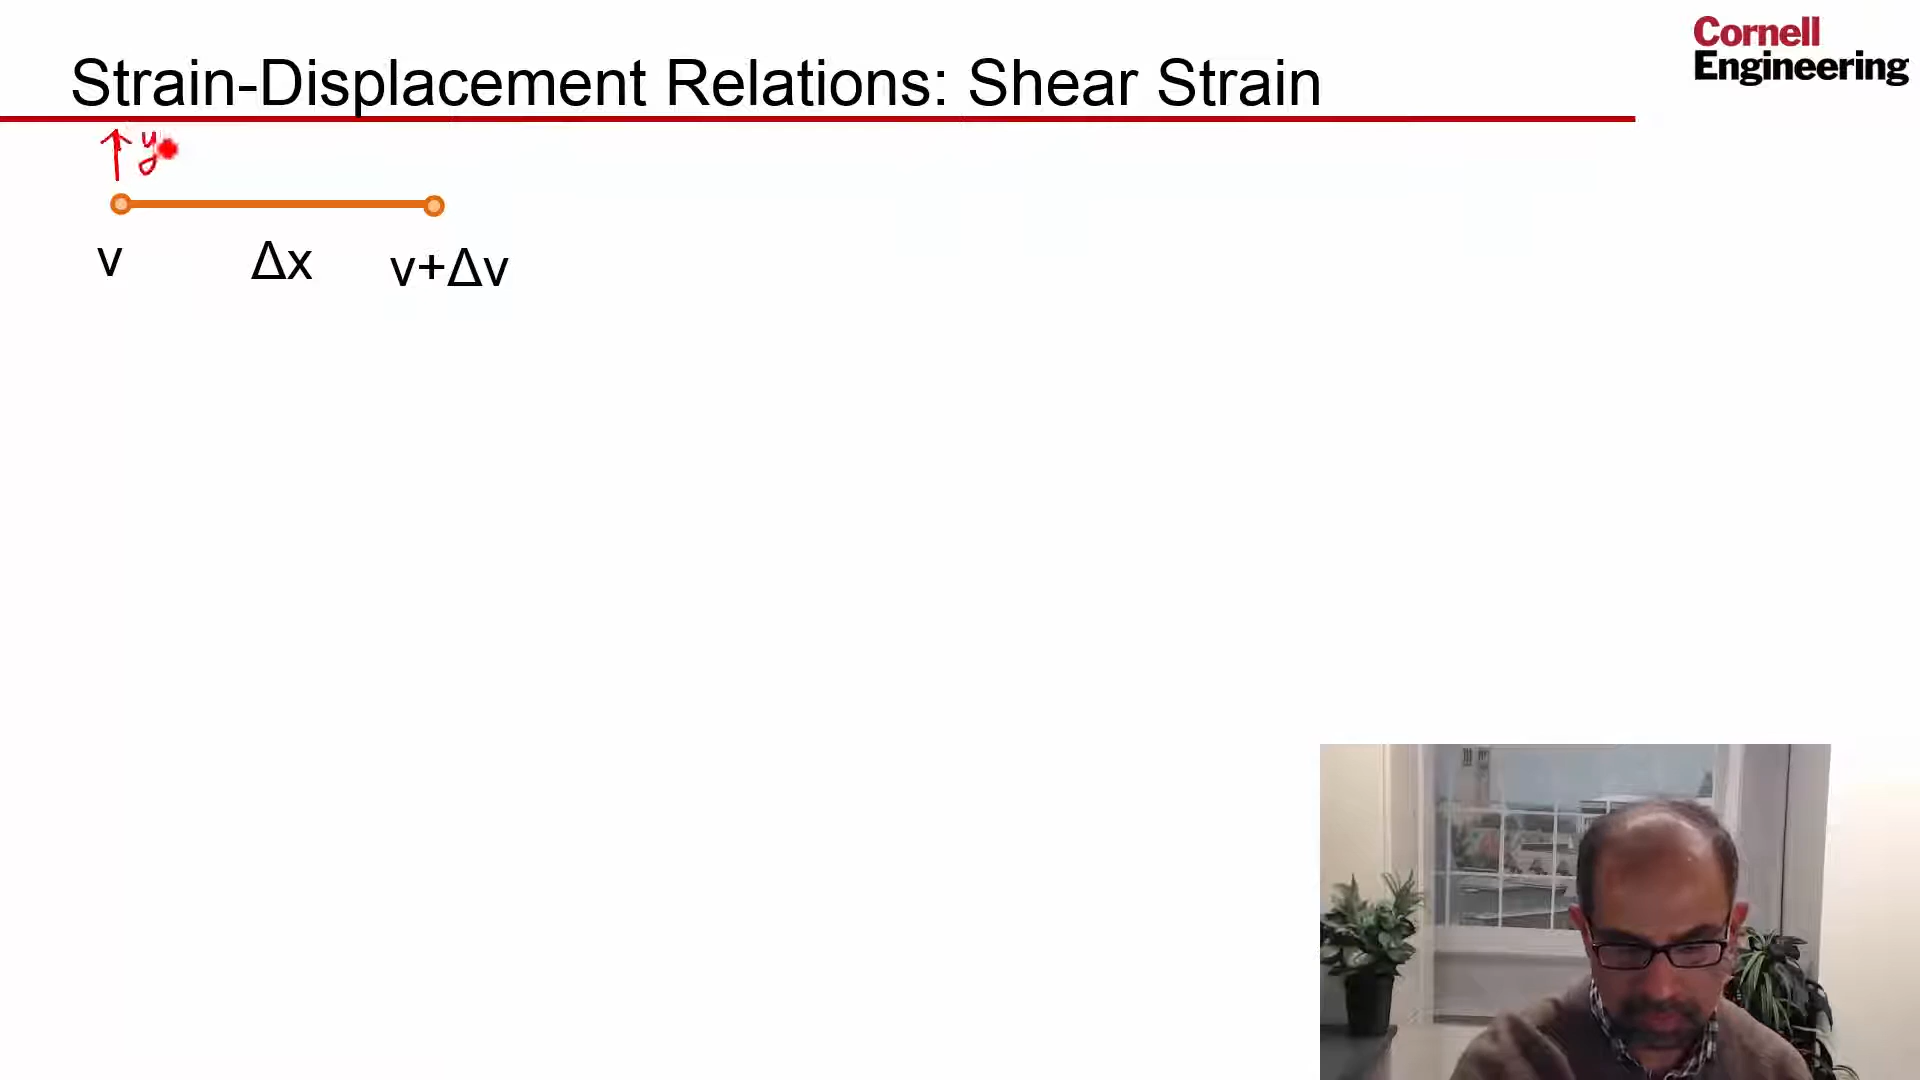 Strain-Displacement Relations: Shear Strain
Cornell
Engineering
y
v Δx v+Δv